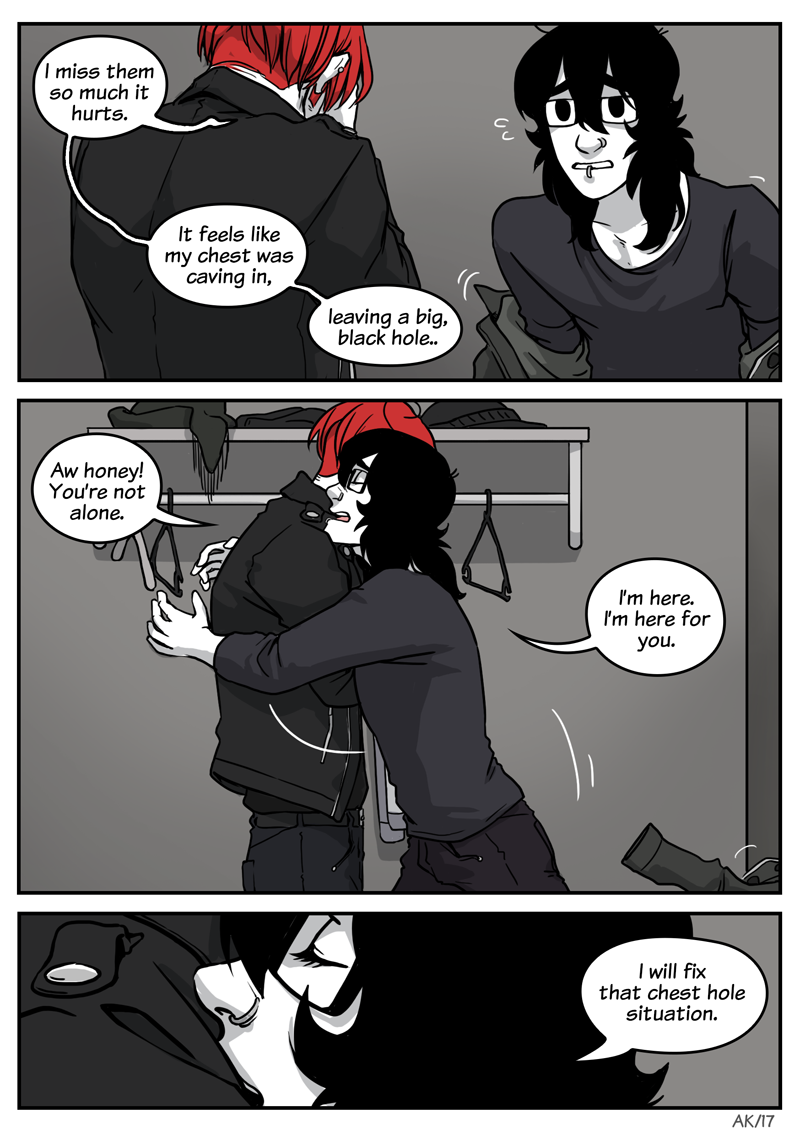 I miss them
so much it
hurts.
It feels like
my chest was
caving in,
leaving a big,
black hole..
Aw honey!
You're not
alone.
I'm here.
I'm here for
you.
I will fix
that chest hole
situation.
AK/17